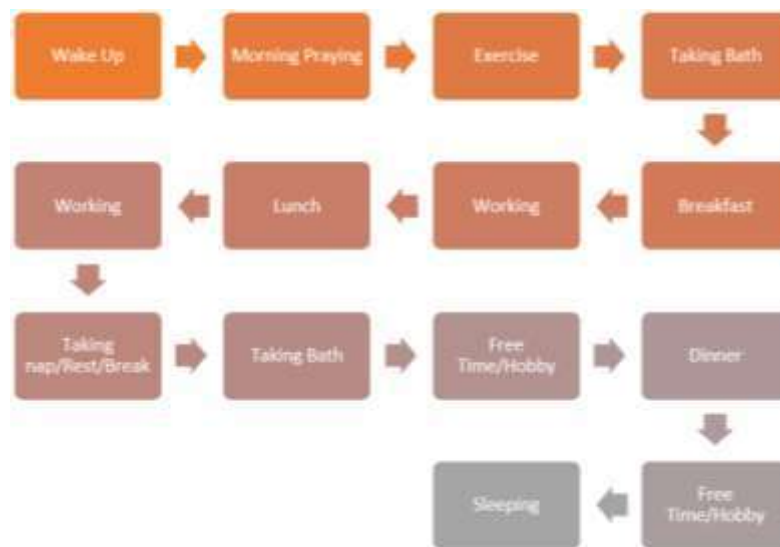 Wake Up
Morning Praying
Exercise
Taking Bath
Breakfast
Working
Lunch
Working
Taking
nap/Rest/Break
Taking Bath
Free
Time/Hobby
Dinner
Free
Time/Hobby
Sleeping